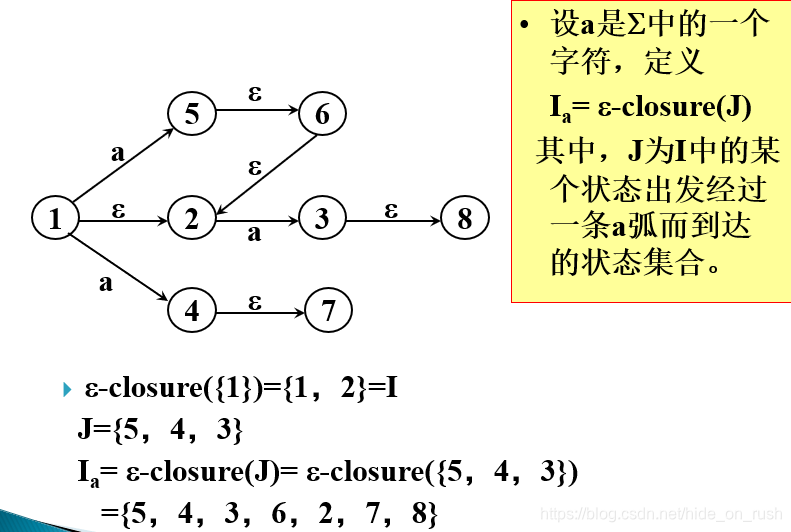 • 设a是Σ中的一个
字符，定义
Ia= ε-closure(J)
其中，J为I中的某
个状态出发经过
一条a弧而到达
的状态集合。
ε
5
6
a
ε
1
ε
2
a
3
ε
8
a
4
ε
7
ε-closure({1})={1，2}=I
J={5，4，3}
Ia= ε-closure(J)= ε-closure({5，4，3})
={5，4，3，6，2，7，8}
https://blog.csdn.net/hide_on_rush